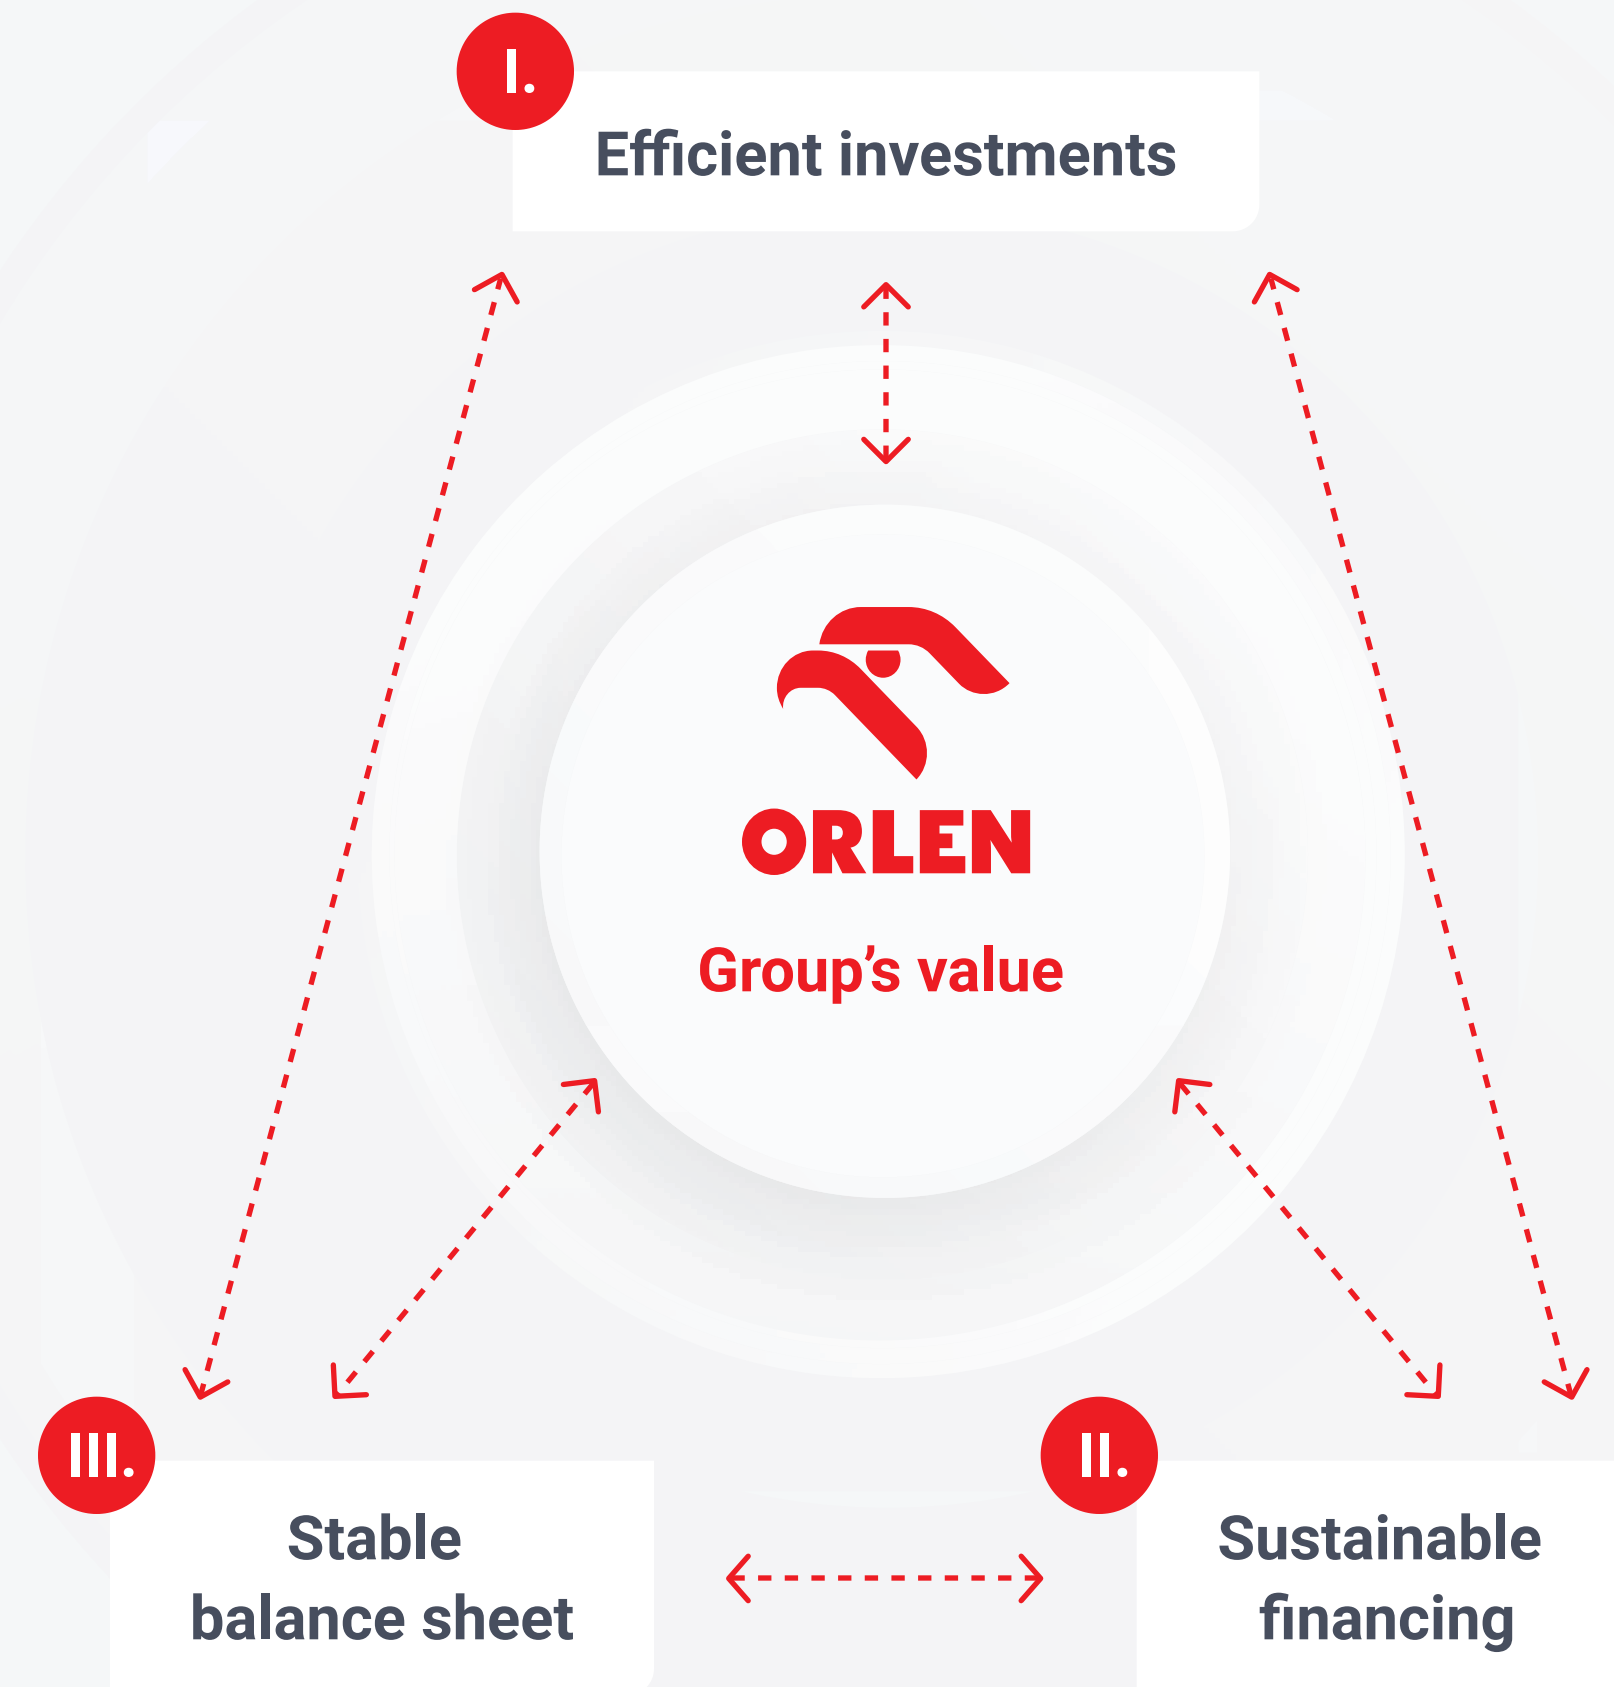 I.
Efficient investments
ORLEN
Group’s value
III.
Stable
balance sheet
II.
Sustainable
financing